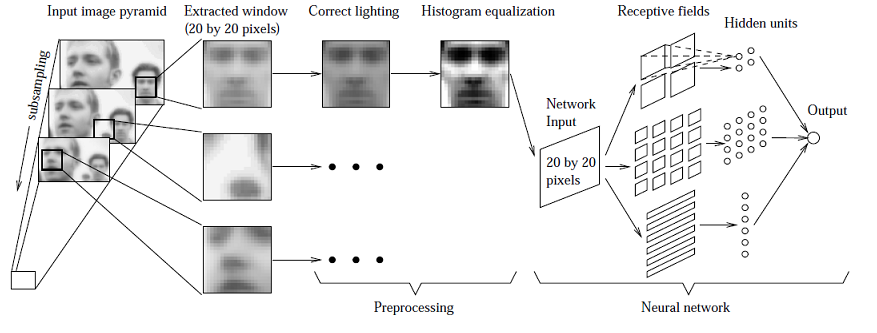 Input image pyramid
Extracted window
(20 by 20 pixels)
Correct lighting
Histogram equalization
Receptive fields
Hidden units
subsampling
Network
Input
20 by 20
pixels
Output
Preprocessing
Neural network